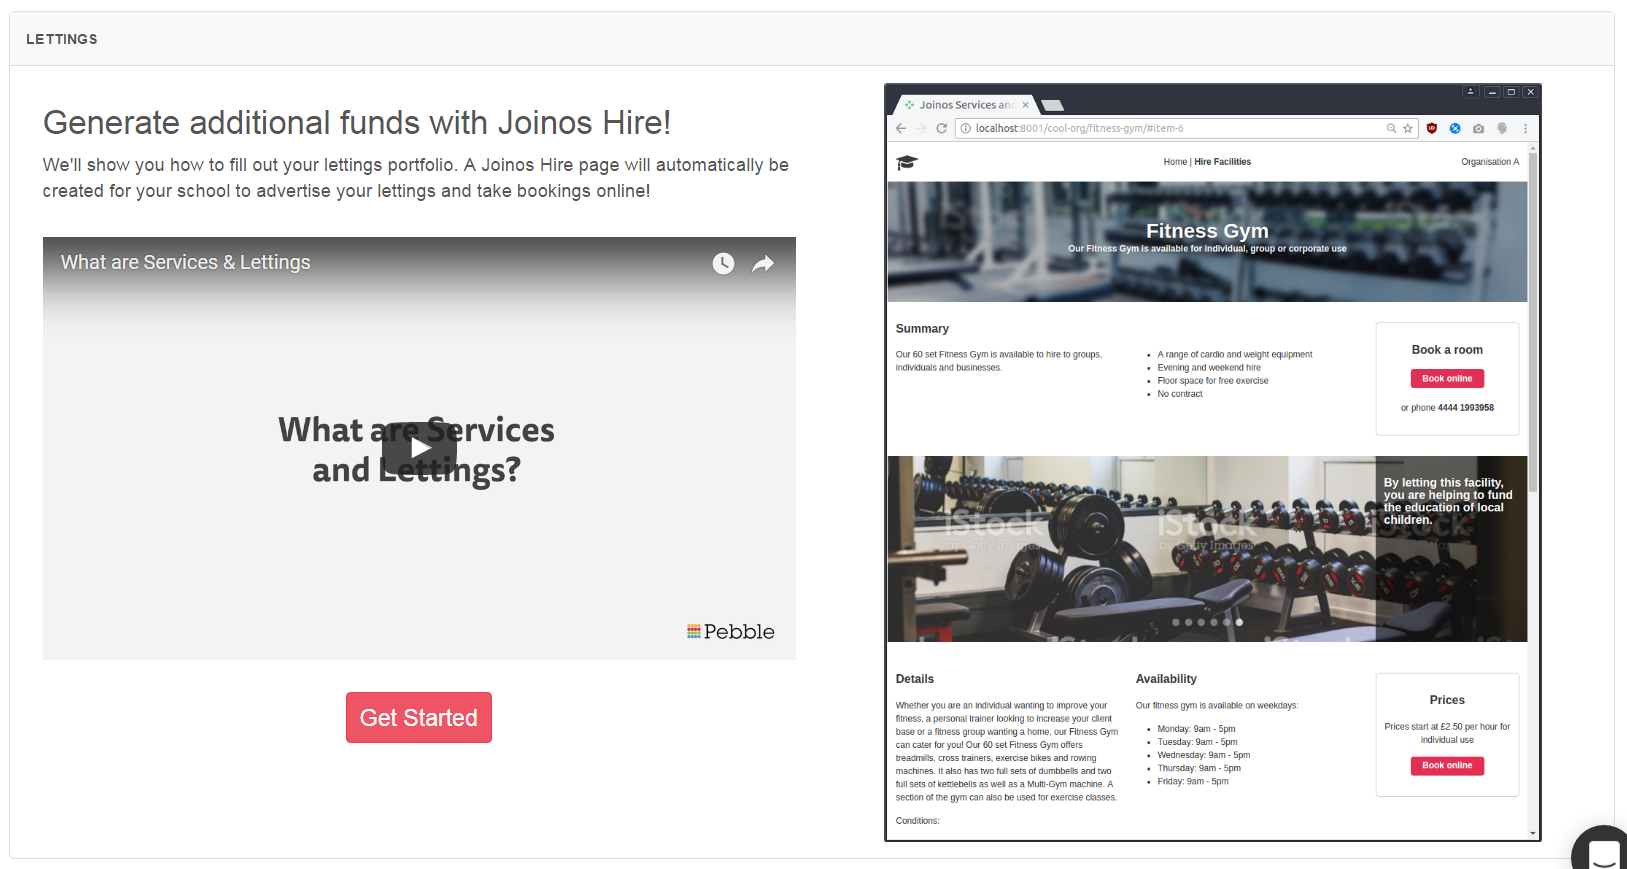 LETTINGS
Generate additional funds with Joinos Hire!
We'll show you how to fill out your lettings portfolio. A Joinos Hire page will automatically be
created for your school to advertise your lettings and take bookings online!
What are Services & Lettings
What are Services
and Lettings?
Pebble
Get Started
Joinos Services and
localhost:8001/cool-org/fitness-gym/#item-6
Home | Hire Facilities
Organisation A
Fitness Gym
Our Fitness Gym is available for individual, group or corporate use
Summary
Our 60 set Fitness Gym is available to hire to groups,
individuals and businesses.
• A range of cardio and weight equipment
• Evening and weekend hire
• Floor space for free exercise
• No contract
Book a room
Book online
or phone 4444 1993958
iStock
by Getty Images
iStock
by Getty Images
By letting this facility,
you are helping to fund
the education of local
children.
Details
Whether you are an individual wanting to improve your
fitness, a personal trainer looking to increase your client
base or a fitness group wanting a home, our Fitness Gym
can cater for you! Our 60 set Fitness Gym offers
treadmills, cross trainers, exercise bikes and rowing
machines. It also has two full sets of dumbbells and two
full sets of kettlebells as well as a Multi-Gym machine. A
section of the gym can also be used for exercise classes.
Conditions:
Availability
Our fitness gym is available on weekdays:
• Monday: 9am - 5pm
• Tuesday: 9am - 5pm
• Wednesday: 9am - 5pm
• Thursday: 9am - 5pm
• Friday: 9am - 5pm
Prices
Prices start at £2.50 per hour for
individual use
Book online